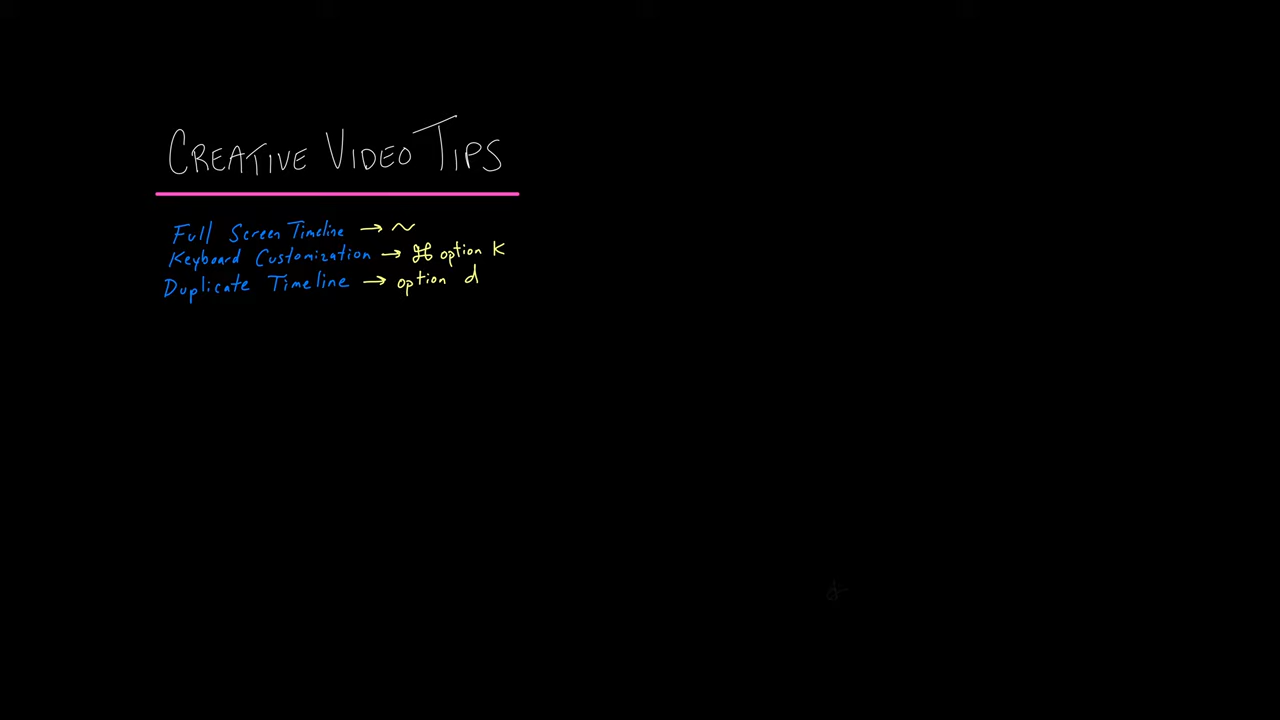 CREATIVE VIDEO TIPS
Full Screen Timeline → ~
Keyboard Customization → ⌘ option K
Duplicate Timeline → option d